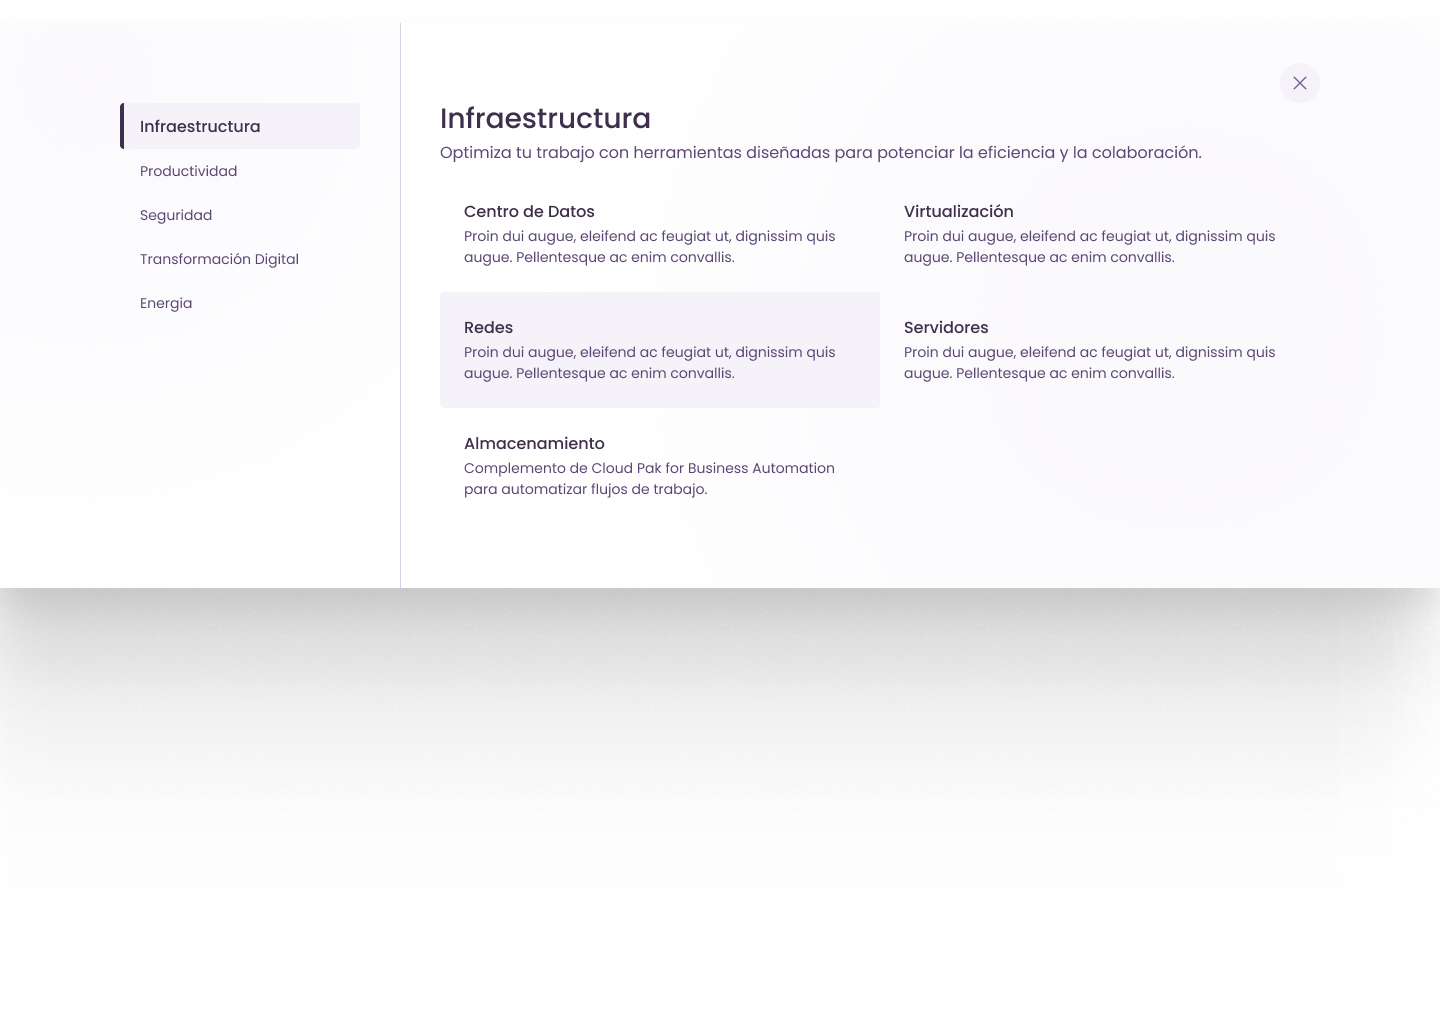 Infraestructura
Productividad
Seguridad
Transformación Digital
Energia
Infraestructura
Optimiza tu trabajo con herramientas diseñadas para potenciar la eficiencia y la colaboración.
Centro de Datos
Proin dui augue, eleifend ac feugiat ut, dignissim quis
augue. Pellentesque ac enim convallis.
Virtualización
Proin dui augue, eleifend ac feugiat ut, dignissim quis
augue. Pellentesque ac enim convallis.
Redes
Proin dui augue, eleifend ac feugiat ut, dignissim quis
augue. Pellentesque ac enim convallis.
Servidores
Proin dui augue, eleifend ac feugiat ut, dignissim quis
augue. Pellentesque ac enim convallis.
Almacenamiento
Complemento de Cloud Pak for Business Automation
para automatizar flujos de trabajo.